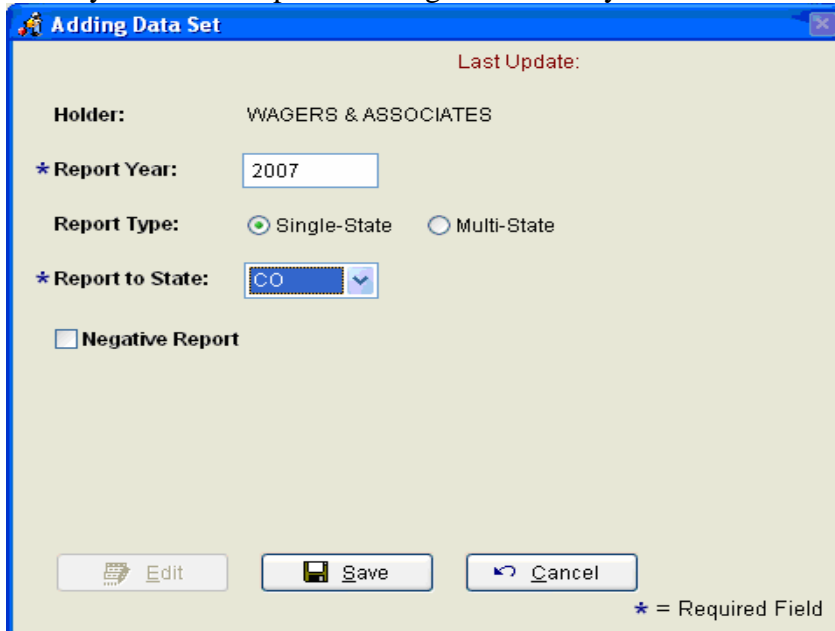 Adding Data Set
Last Update:
Holder: WAGERS & ASSOCIATES
* Report Year: 2007
Report Type: Single-State Multi-State
* Report to State: CO
Negative Report
Edit Save Cancel
* = Required Field